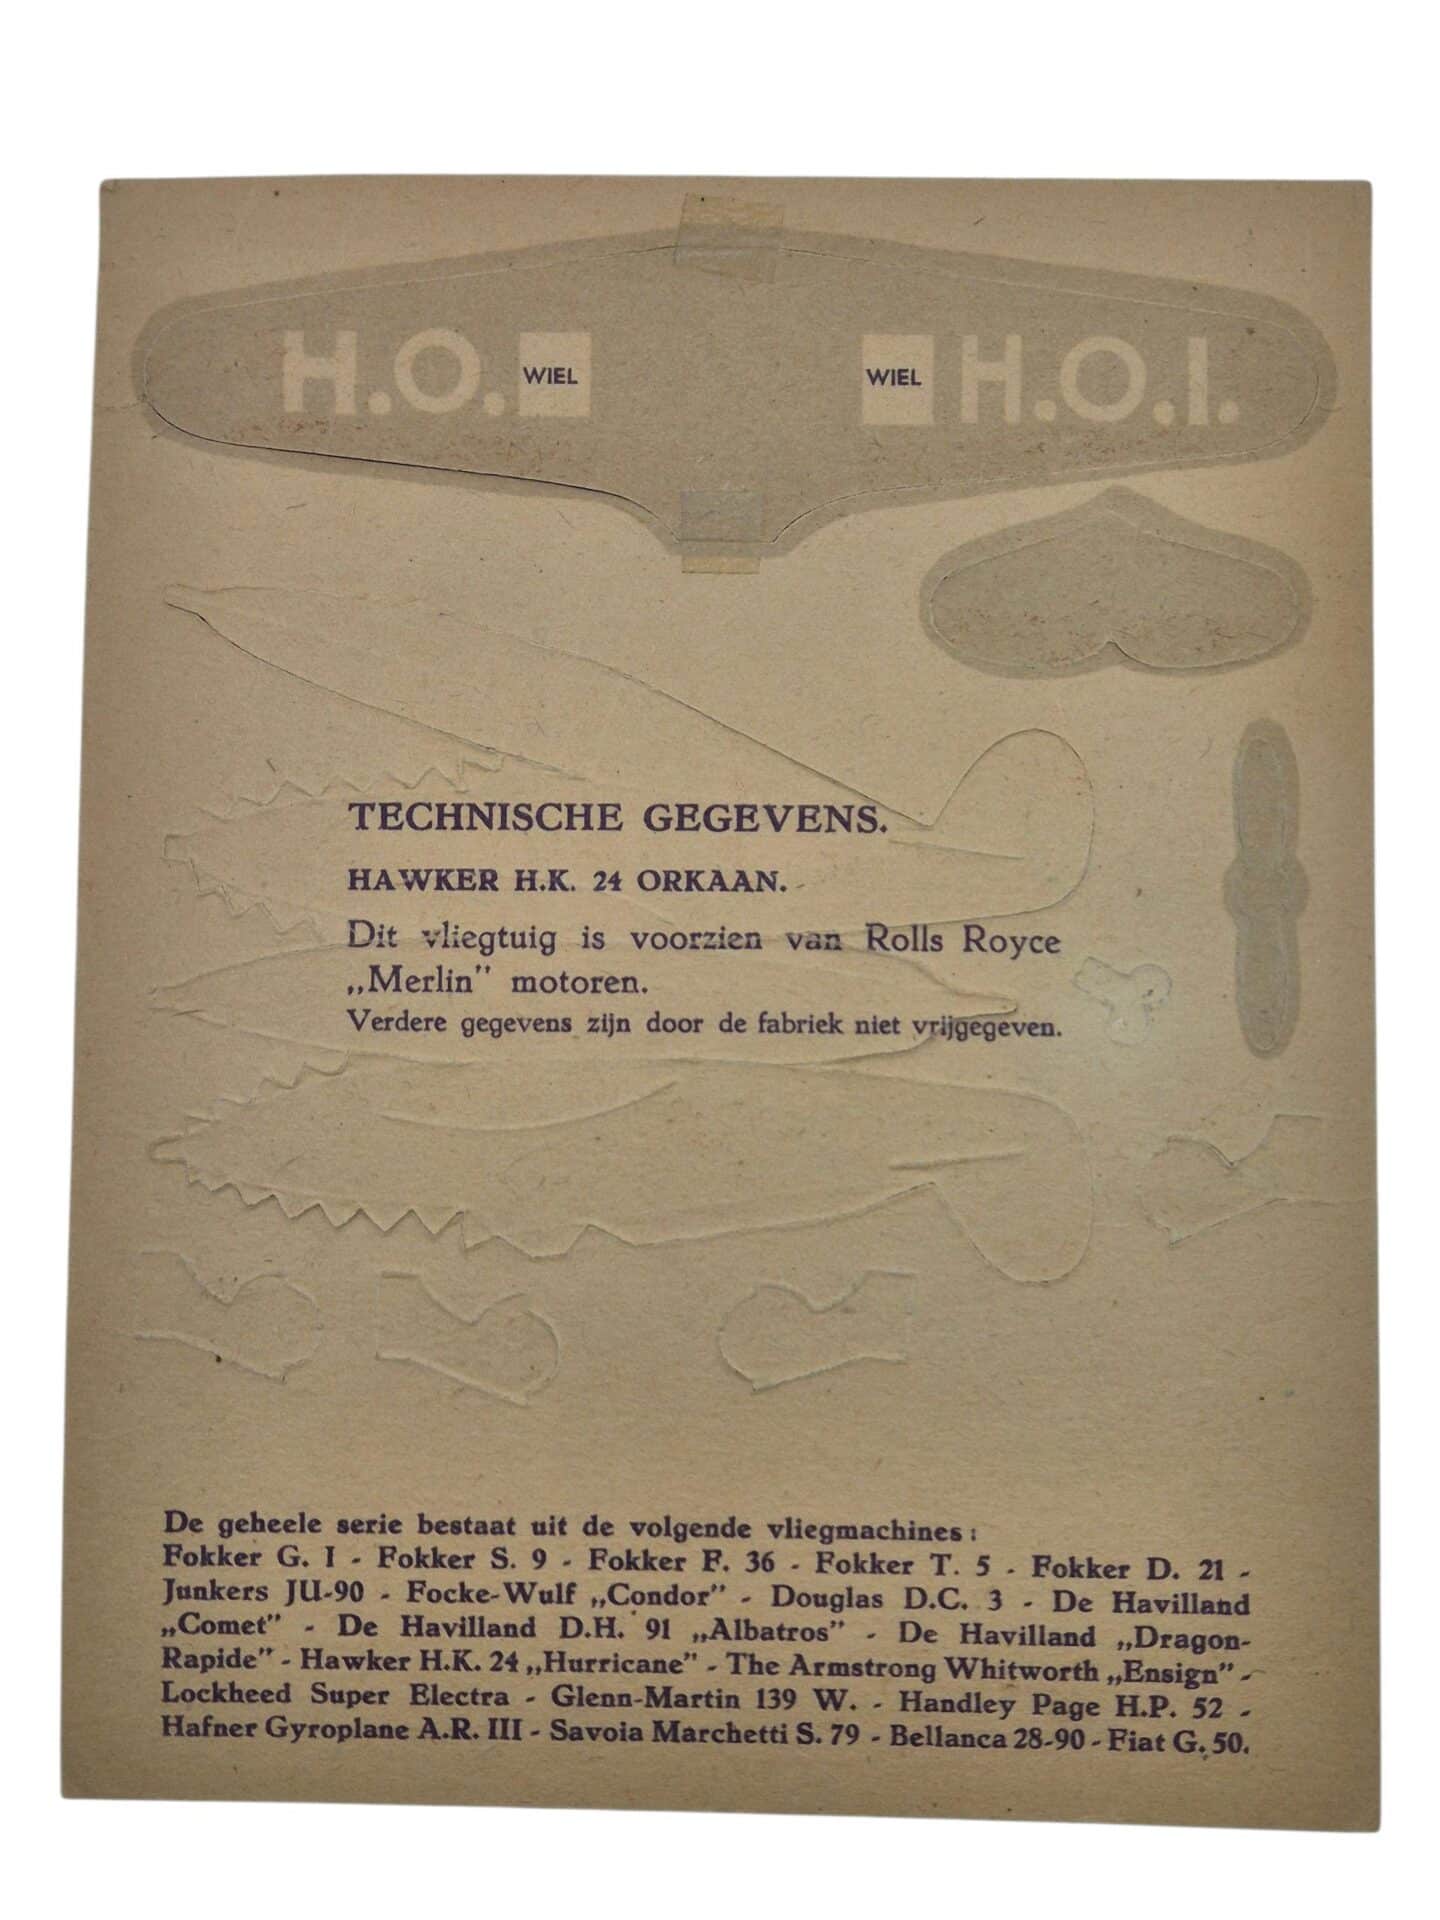 H.O. WIEL WIEL H.O.I.
TECHNISCHE GEGEVENS.
HAWKER H.K. 24 ORKAAN.
Dit vliegtuig is voorzien van Rolls Royce
„Merlin” motoren.
Verdere gegevens zijn door de fabriek niet vrijgegeven.
De geheele serie bestaat uit de volgende vliegmachines:
Fokker G. I - Fokker S. 9 - Fokker F. 36 - Fokker T. 5 - Fokker D. 21 -
Junkers JU-90 - Focke-Wulf „Condor” - Douglas D.C. 3 - De Havilland
„Comet” - De Havilland D.H. 91 „Albatros” - De Havilland „Dragon-
Rapide” - Hawker H.K. 24 „Hurricane” - The Armstrong Whitworth „Ensign” -
Lockheed Super Electra - Glenn-Martin 139 W. - Handley Page H.P. 52 -
Hafner Gyroplane A.R. III - Savoia Marchetti S. 79 - Bellanca 28-90 - Fiat G. 50.